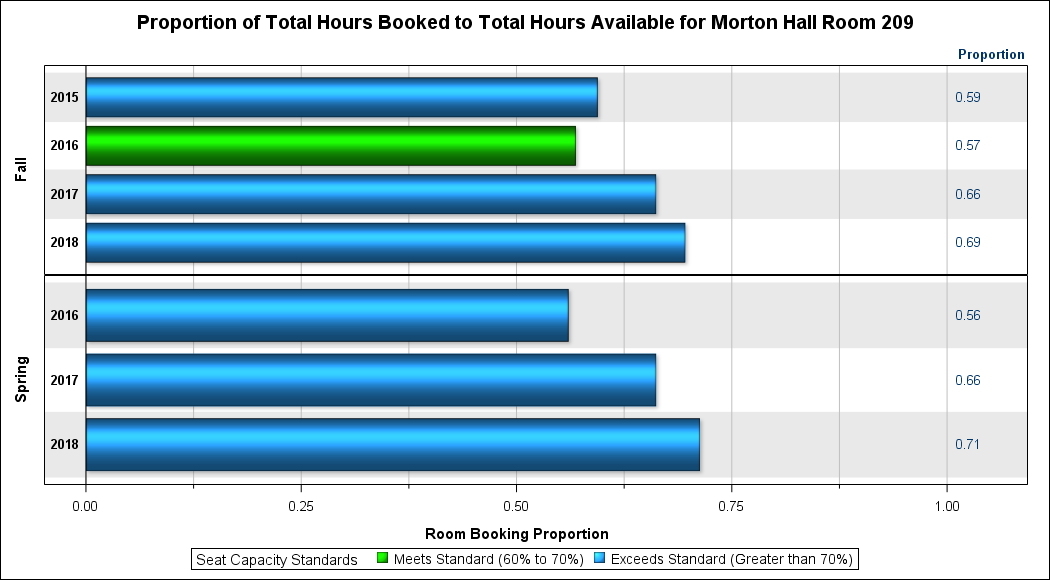 Proportion of Total Hours Booked to Total Hours Available for Morton Hall Room 209
Proportion
Fall
2015 0.59
2016 0.57
2017 0.66
2018 0.69
Spring
2016 0.56
2017 0.66
2018 0.71
0.00 0.25 0.50 0.75 1.00
Room Booking Proportion
Seat Capacity Standards Meets Standard (60% to 70%) Exceeds Standard (Greater than 70%)